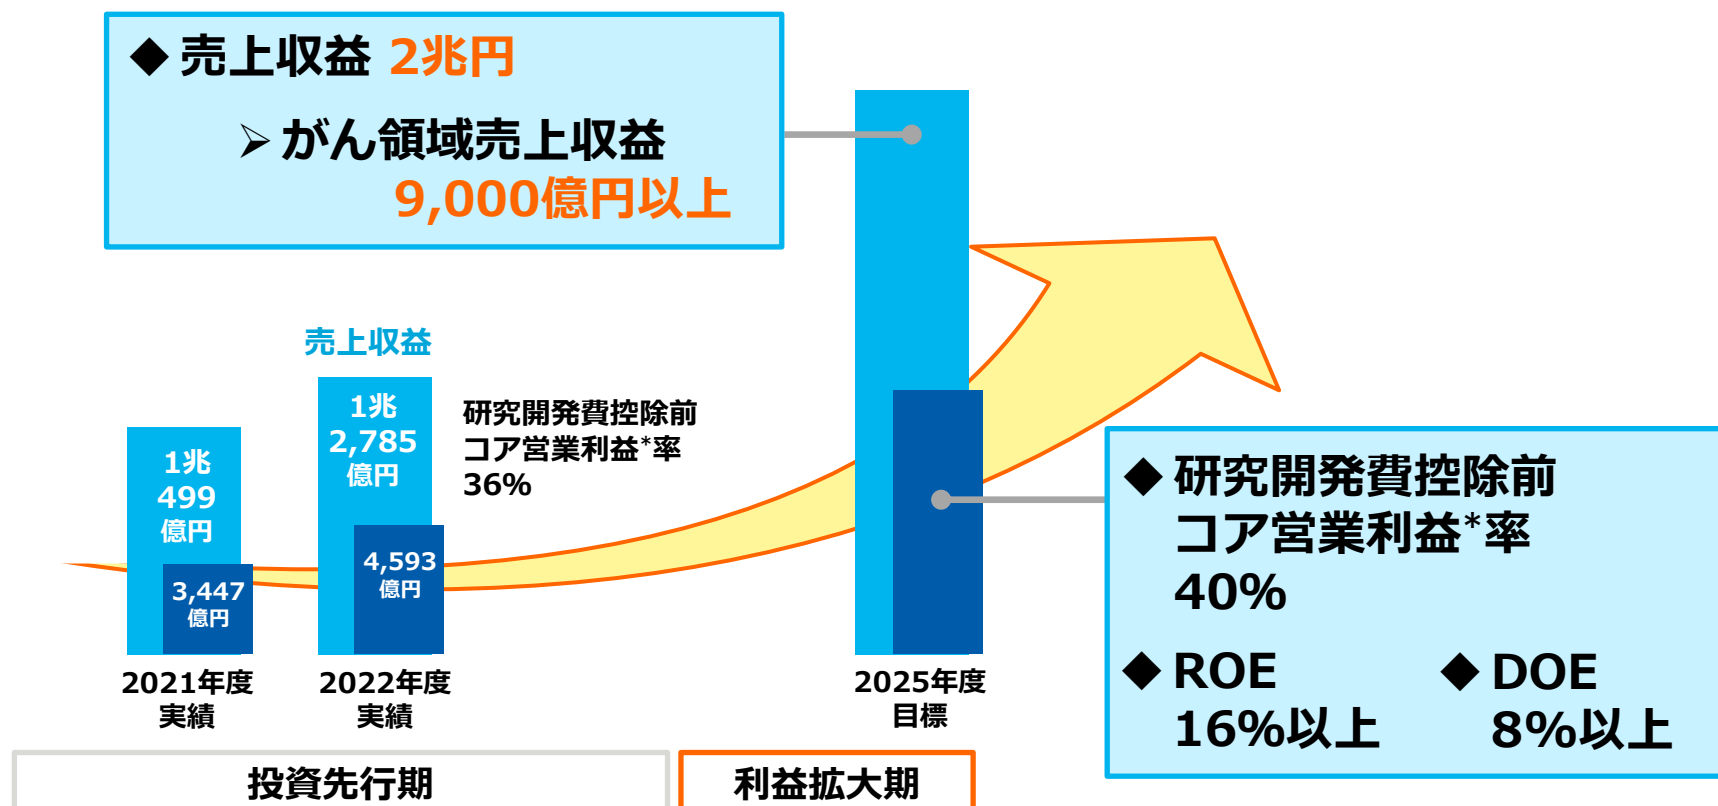 ◆ 売上収益 2兆円
➢ がん領域売上収益
9,000億円以上
売上収益
1兆
499
億円
3,447
億円
1兆
2,785
億円
4,593
億円
研究開発費控除前
コア営業利益*率
36%
◆ 研究開発費控除前
コア営業利益*率
40%
◆ ROE
16%以上
◆ DOE
8%以上
2021年度
実績
2022年度
実績
2025年度
目標
投資先行期
利益拡大期